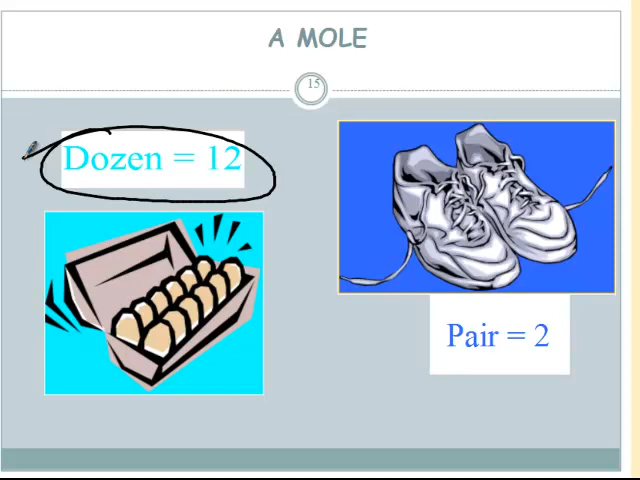 A MOLE
15
Dozen = 12
Pair = 2